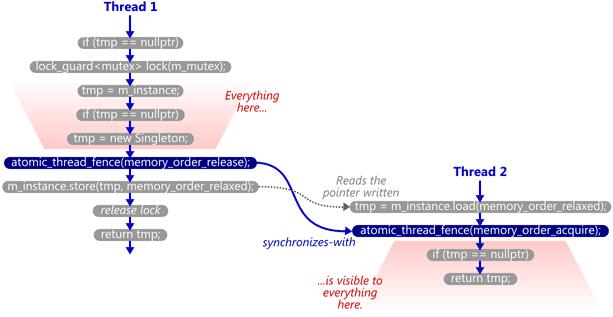 Thread 1
if (tmp == nullptr)
lock_guard<mutex> lock(m_mutex);
tmp = m_instance;
if (tmp == nullptr)
tmp = new Singleton;
Everything
here...
atomic_thread_fence(memory_order_release);
m_instance.store(tmp, memory_order_relaxed);
release lock
return tmp;
Reads the
pointer written
synchronizes-with
Thread 2
tmp = m_instance.load(memory_order_relaxed);
atomic_thread_fence(memory_order_acquire);
if (tmp == nullptr)
return tmp;
...is visible to
everything
here.